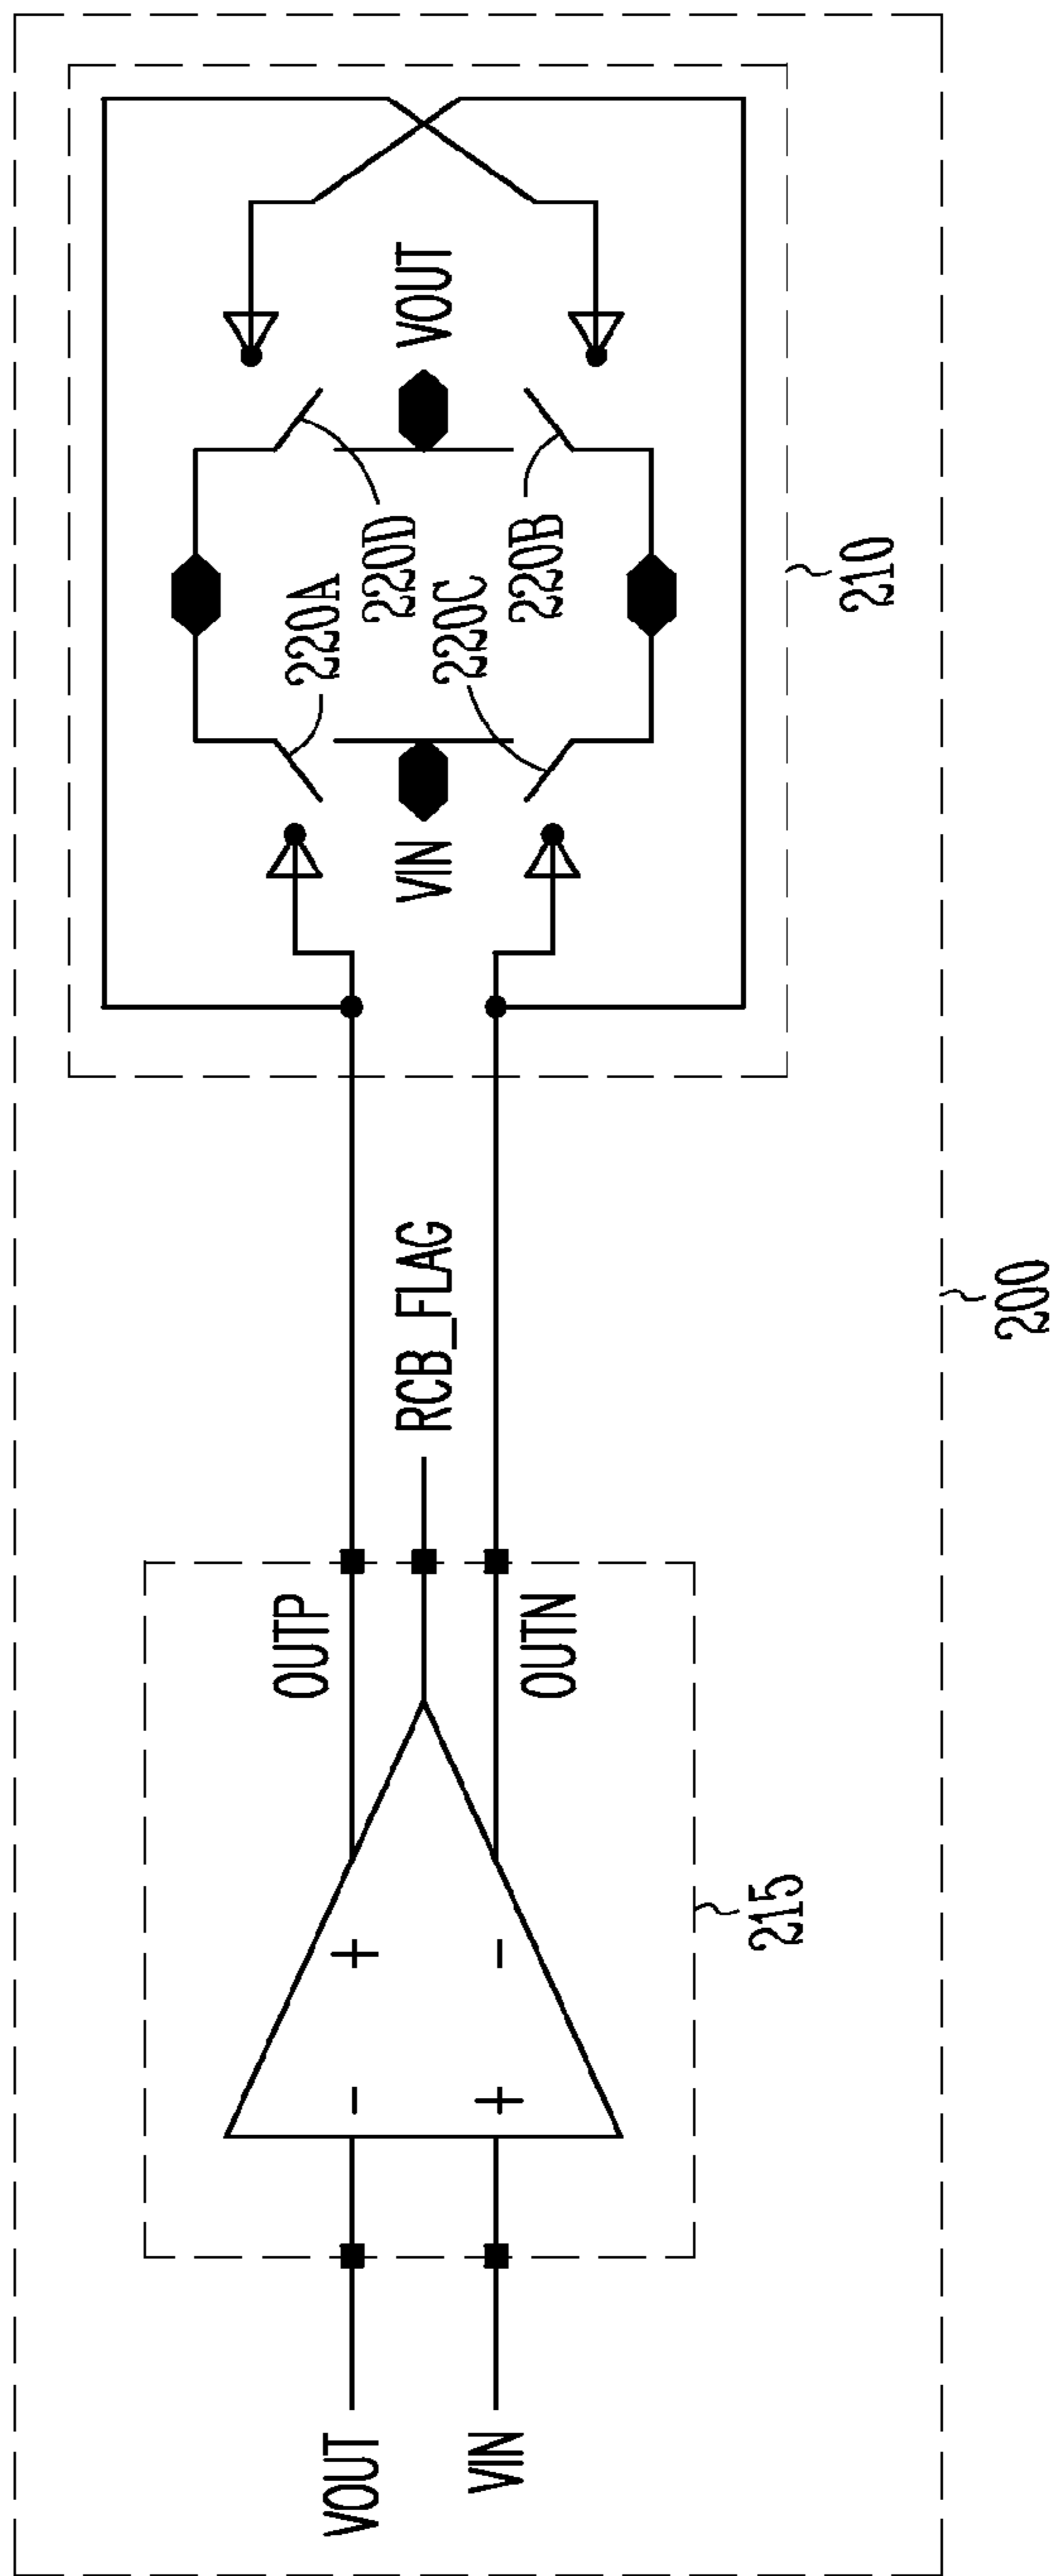 VOUT
VIN
-
+
+
-
215
OUTP
OUTN
RCB_FLAG
200
VIN
VOUT
220A
220D
220C
220B
210